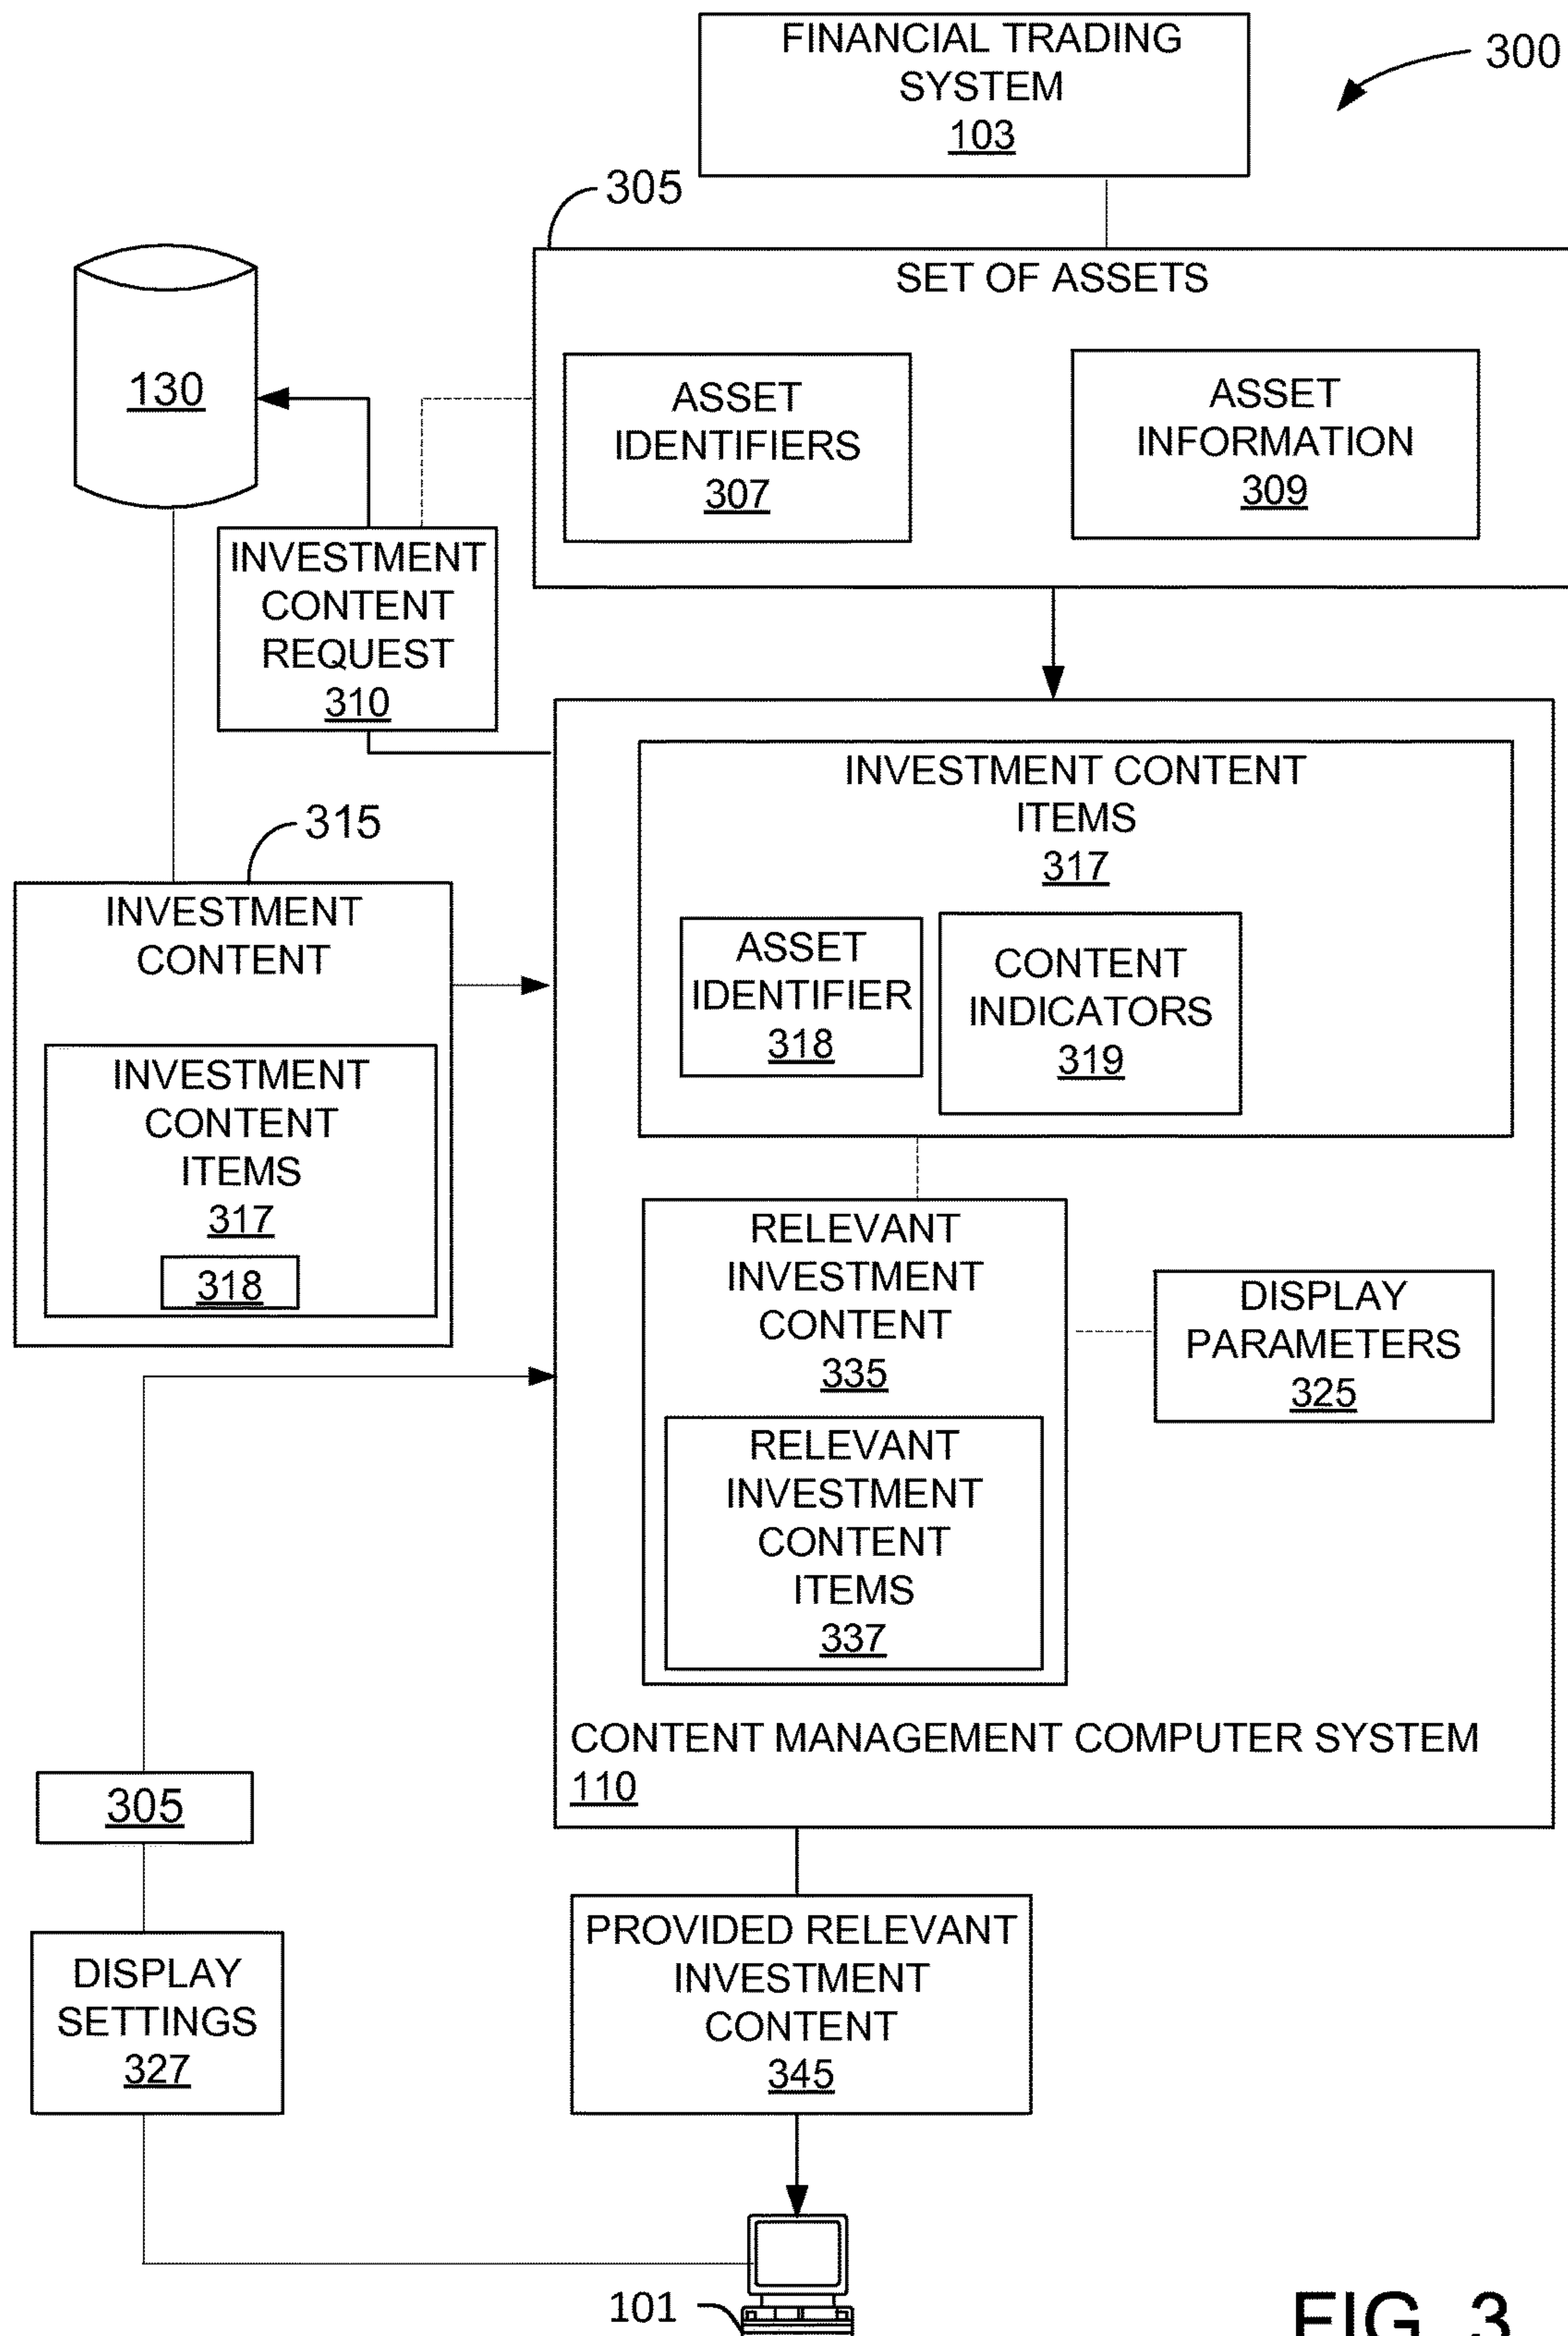 FINANCIAL TRADING
SYSTEM
103
300
305
SET OF ASSETS
ASSET
IDENTIFIERS
307
ASSET
INFORMATION
309
130
INVESTMENT
CONTENT
REQUEST
310
315
INVESTMENT
CONTENT
INVESTMENT
CONTENT
ITEMS
317
318
INVESTMENT CONTENT
ITEMS
317
ASSET
IDENTIFIER
318
CONTENT
INDICATORS
319
RELEVANT
INVESTMENT
CONTENT
335
RELEVANT
INVESTMENT
CONTENT
ITEMS
337
DISPLAY
PARAMETERS
325
CONTENT MANAGEMENT COMPUTER SYSTEM
110
305
DISPLAY
SETTINGS
327
PROVIDED RELEVANT
INVESTMENT
CONTENT
345
101
FIG. 3